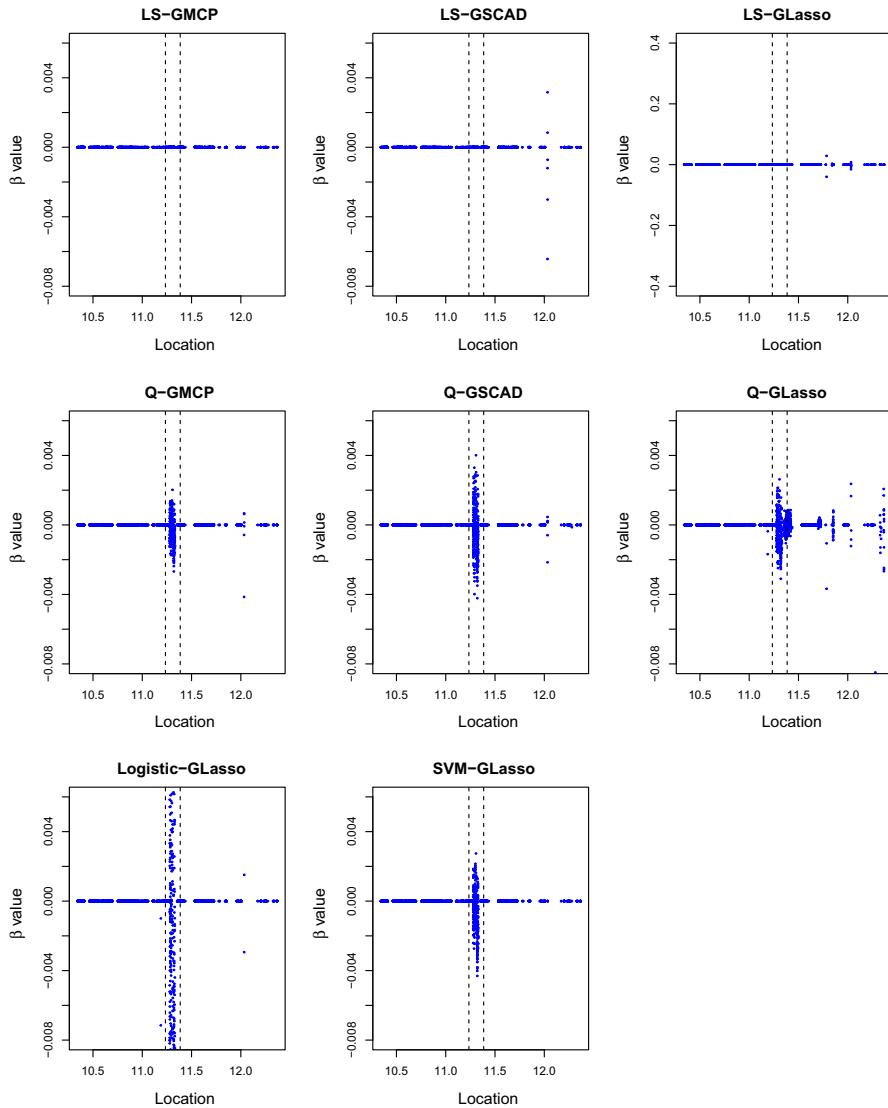 LS−GMCP
β value
0.004
0.000
−0.004
−0.008
10.5 11.0 11.5 12.0
Location
LS−GSCAD
β value
0.004
0.000
−0.004
−0.008
10.5 11.0 11.5 12.0
Location
LS−GLasso
β value
0.4
0.2
0.0
−0.2
−0.4
10.5 11.0 11.5 12.0
Location
Q−GMCP
β value
0.004
0.000
−0.004
−0.008
10.5 11.0 11.5 12.0
Location
Q−GSCAD
β value
0.004
0.000
−0.004
−0.008
10.5 11.0 11.5 12.0
Location
Q−GLasso
β value
0.004
0.000
−0.004
−0.008
10.5 11.0 11.5 12.0
Location
Logistic−GLasso
β value
0.004
0.000
−0.004
−0.008
10.5 11.0 11.5 12.0
Location
SVM−GLasso
β value
0.004
0.000
−0.004
−0.008
10.5 11.0 11.5 12.0
Location